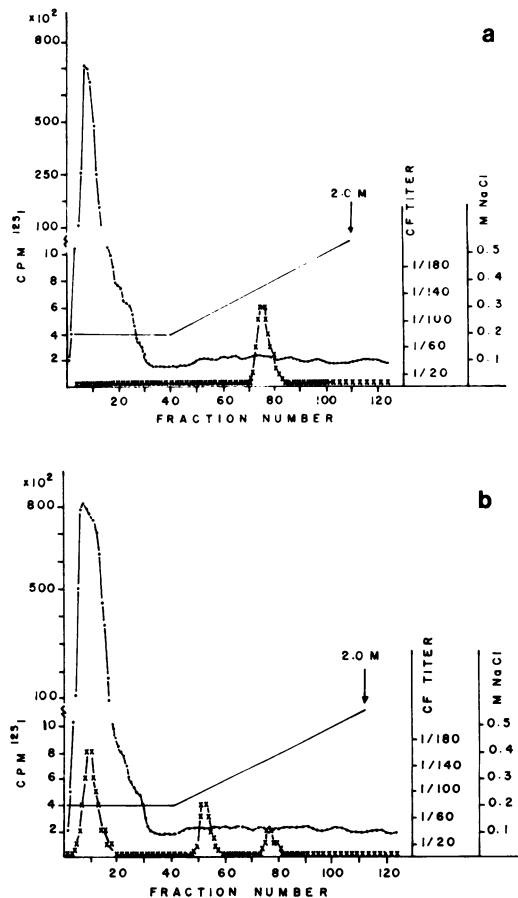 a
x10²
800
500
250
100
10
8
6
4
2
CPM ¹²⁵I
2.0 M
CF TITER
1/180
1/140
1/100
1/60
1/20
M NaCl
0.5
0.4
0.3
0.2
0.1
20 40 60 80 100 120
FRACTION NUMBER
b
x10²
800
500
100
10
8
6
4
2
CPM ¹²⁵I
2.0 M
CF TITER
1/180
1/140
1/100
1/60
1/20
M NaCl
0.5
0.4
0.3
0.2
0.1
20 40 60 80 100 120
FRACTION NUMBER